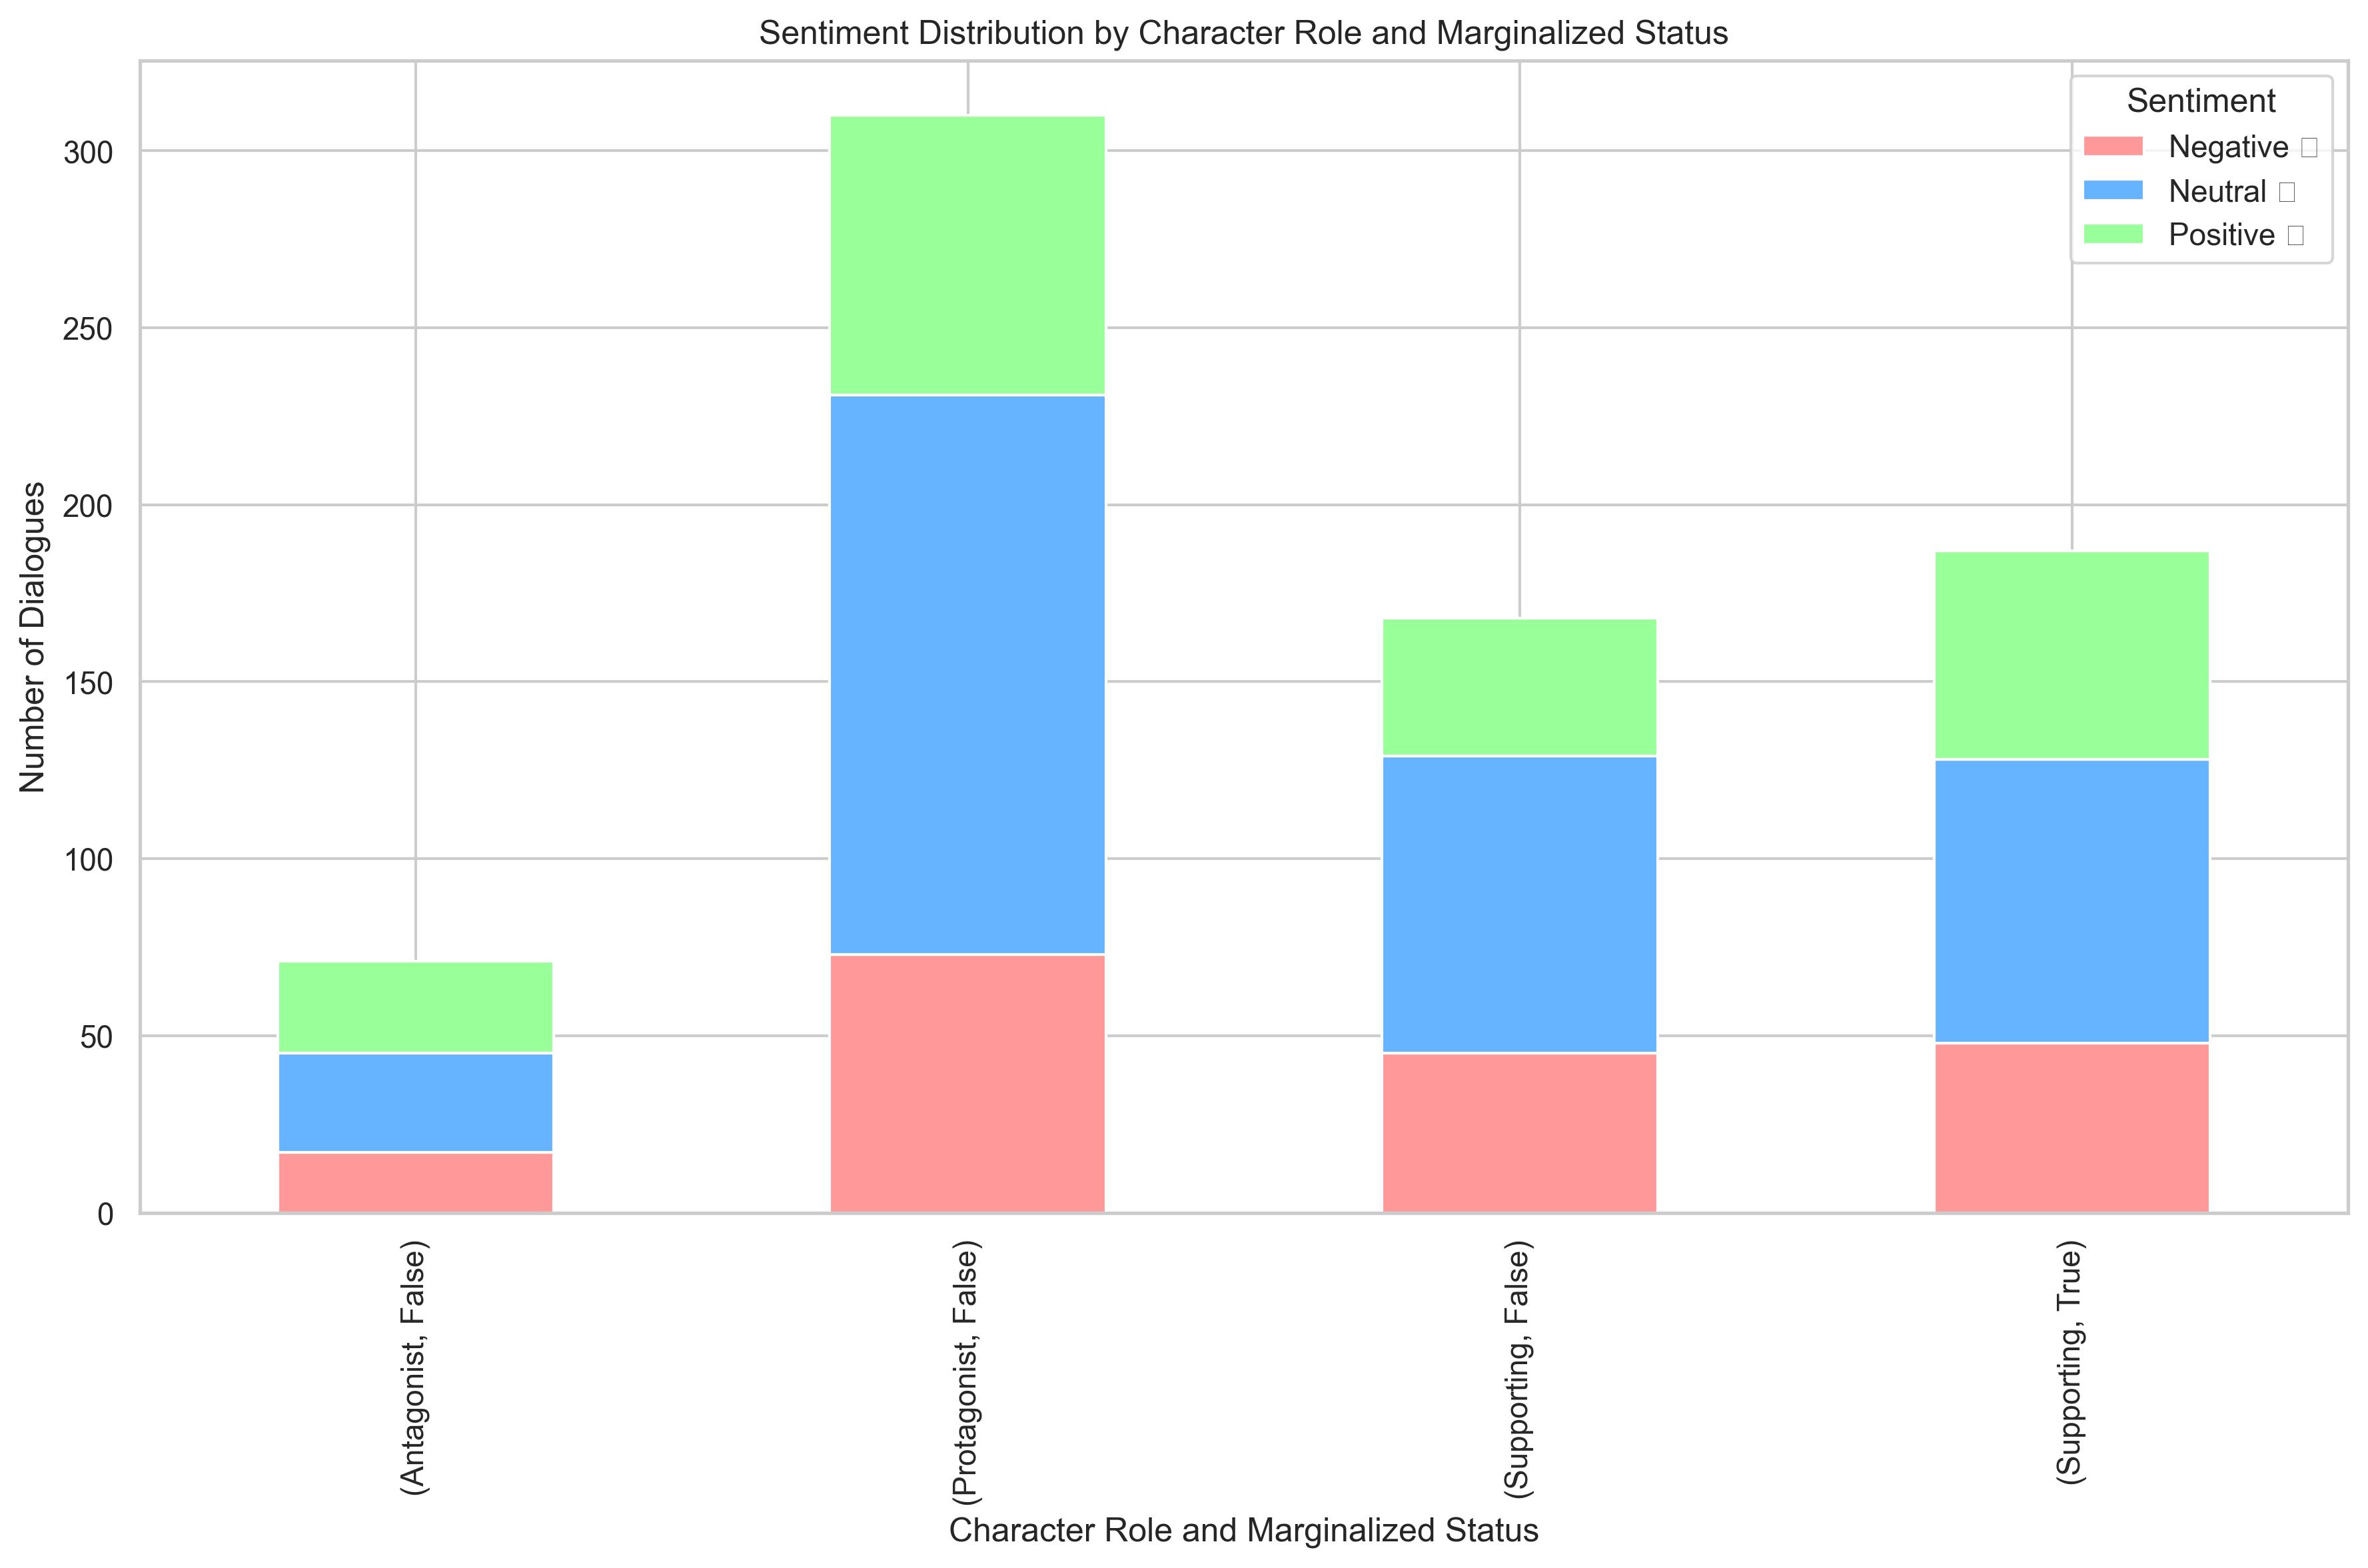 Sentiment Distribution by Character Role and Marginalized Status
Sentiment
Negative
Neutral
Positive
Number of Dialogues
300
250
200
150
100
50
0
(Antagonist, False)
(Protagonist, False)
(Supporting, False)
(Supporting, True)
Character Role and Marginalized Status